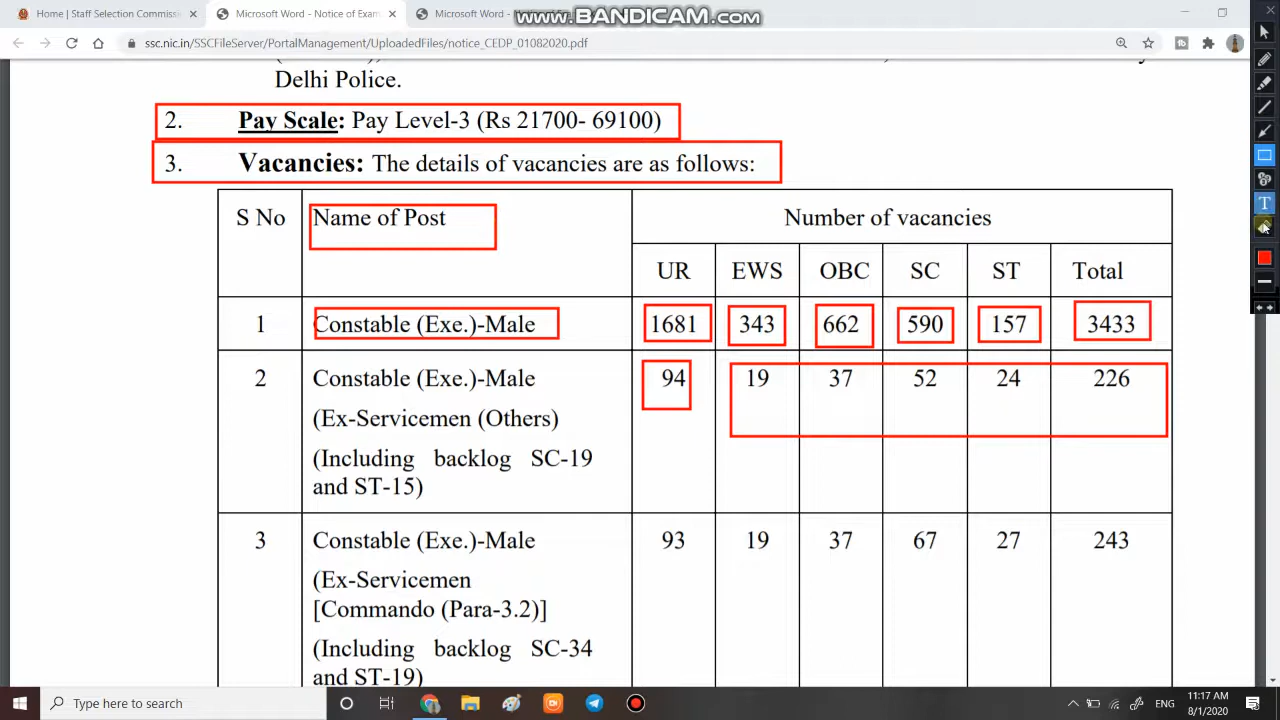 Home | Staff Selection Commissi
Microsoft Word - Notice of Exam
Microsoft Word - N
www.BANDICAM.com
ssc.nic.in/SSCFileServer/PortalManagement/UploadedFiles/notice_CEDP_010820
df
Delhi Police.
2. Pay Scale: Pay Level-3 (Rs 21700- 69100)
3. Vacancies: The details of vacancies are as follows:
S No Name of Post Number of vacancies
UR EWS OBC SC ST Total
1 Constable (Exe.)-Male 1681 343 662 590 157 3433
2 Constable (Exe.)-Male 94 19 37 52 24 226
(Ex-Servicemen (Others)
(Including backlog SC-19
and ST-15)
3 Constable (Exe.)-Male 93 19 37 67 27 243
(Ex-Servicemen
[Commando (Para-3.2)]
(Including backlog SC-34
and ST-19)
Type here to search
ENG
11:17 AM
8/1/2020